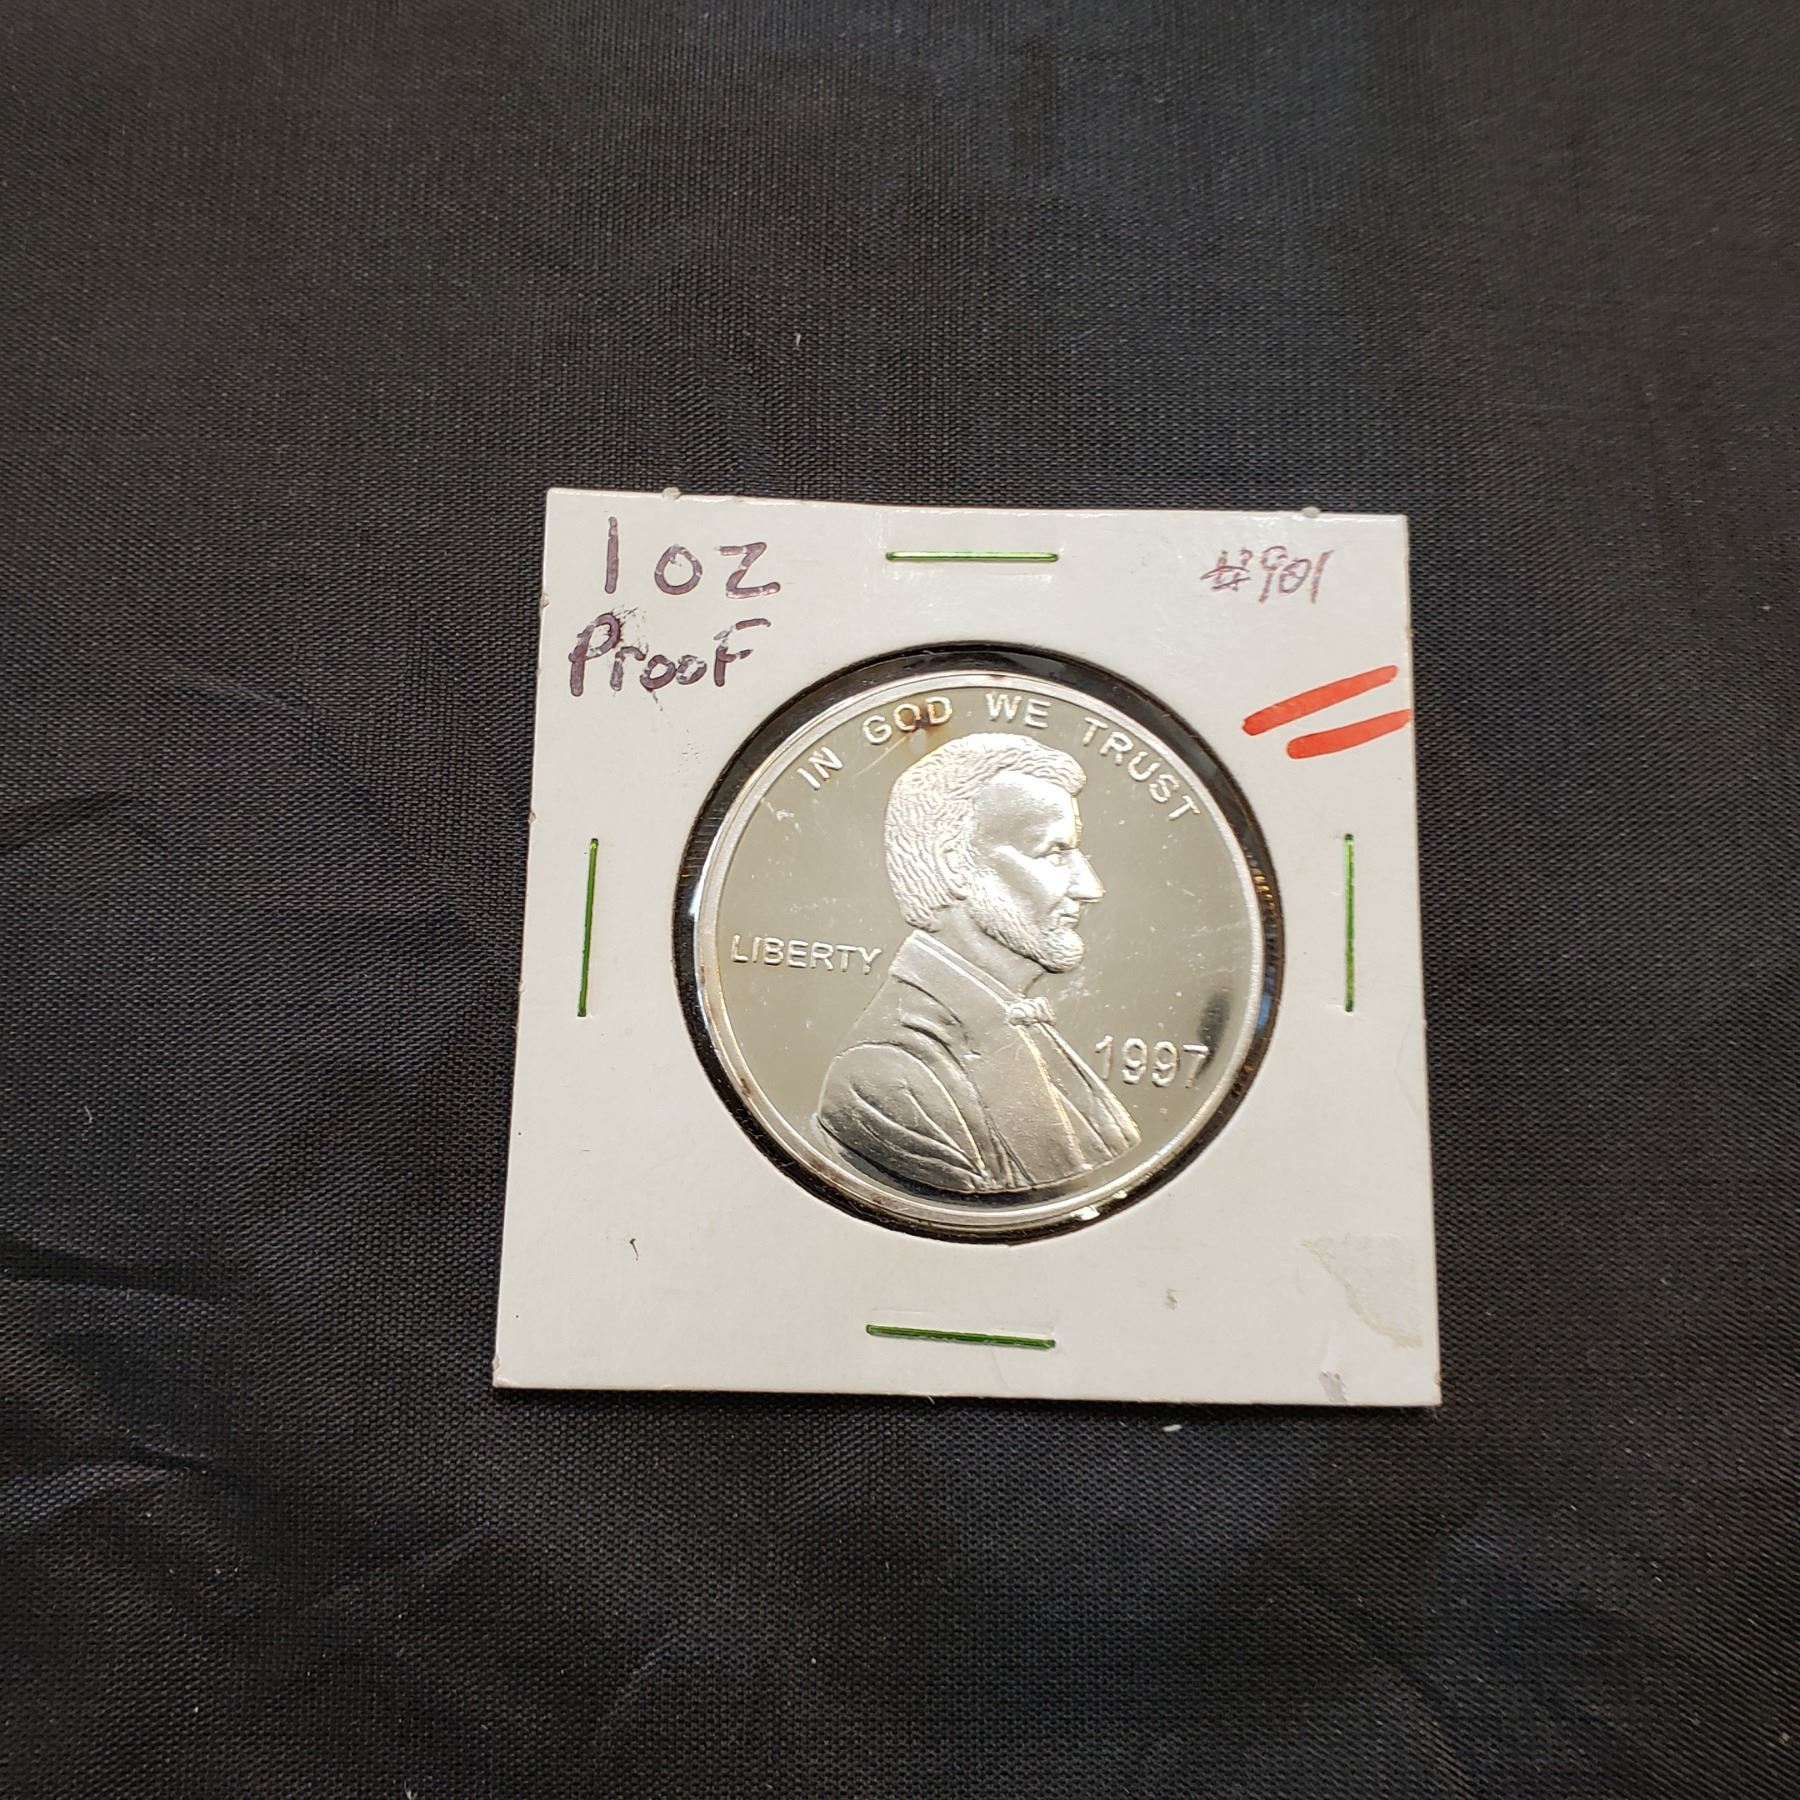 1 oz
Proof
#901
IN GOD WE TRUST
LIBERTY
1997